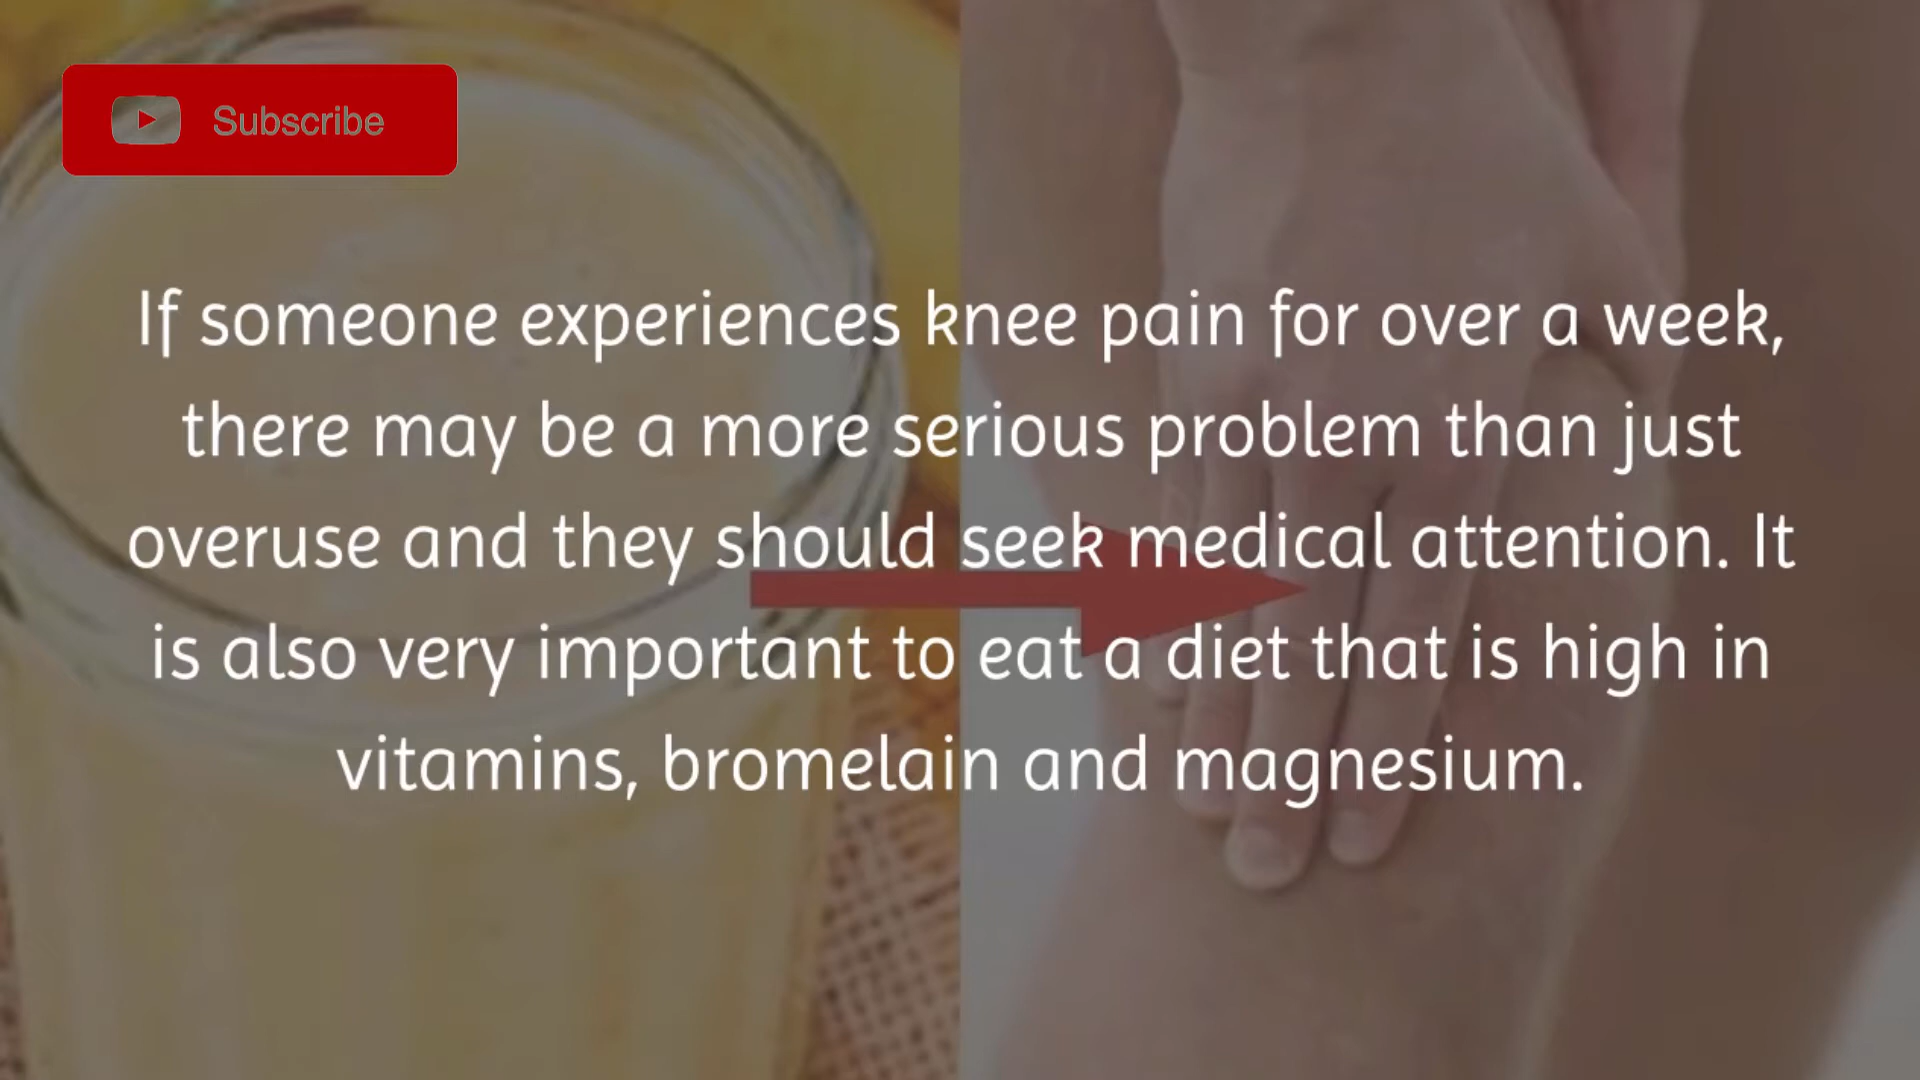 Subscribe
If someone experiences knee pain for over a week,
there may be a more serious problem than just
overuse and they should seek medical attention. It
is also very important to eat a diet that is high in
vitamins, bromelain and magnesium.